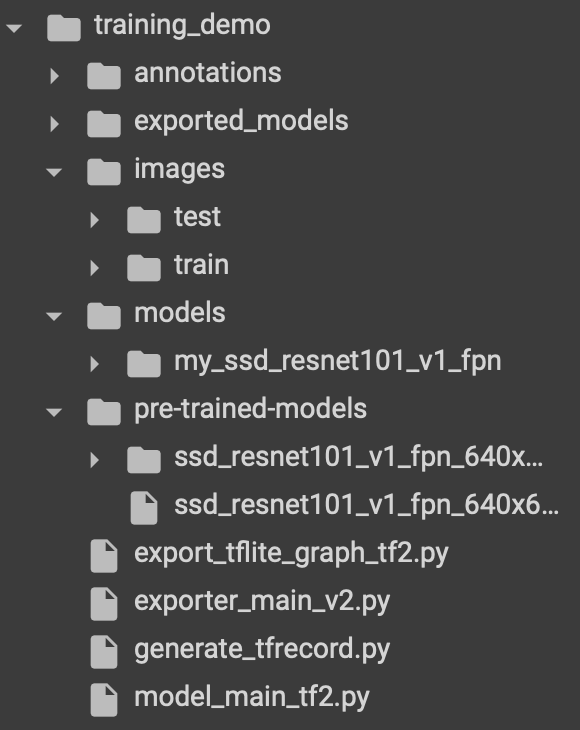 training_demo
annotations
exported_models
images
test
train
models
my_ssd_resnet101_v1_fpn
pre-trained-models
ssd_resnet101_v1_fpn_640x...
ssd_resnet101_v1_fpn_640x6...
export_tflite_graph_tf2.py
exporter_main_v2.py
generate_tfrecord.py
model_main_tf2.py